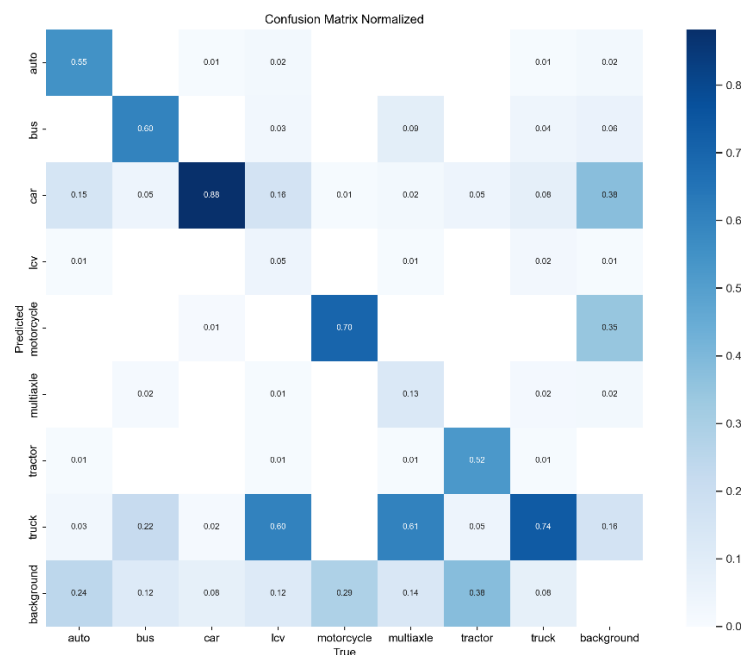 Confusion Matrix Normalized
auto 0.55 0.01 0.02 0.01 0.02
bus 0.60 0.03 0.09 0.04 0.06
car 0.15 0.05 0.88 0.16 0.01 0.02 0.05 0.08 0.38
lcv 0.01 0.05 0.01 0.02 0.01
Predicted
motorcycle 0.01 0.70 0.35
multiaxle 0.02 0.01 0.13 0.02 0.02
tractor 0.01 0.01 0.01 0.52 0.01
truck 0.03 0.22 0.02 0.60 0.61 0.05 0.74 0.16
background 0.24 0.12 0.08 0.12 0.29 0.14 0.38 0.08
auto bus car lcv motorcycle multiaxle tractor truck background
True
0.8
0.7
0.6
0.5
0.4
0.3
0.2
0.1
0.0